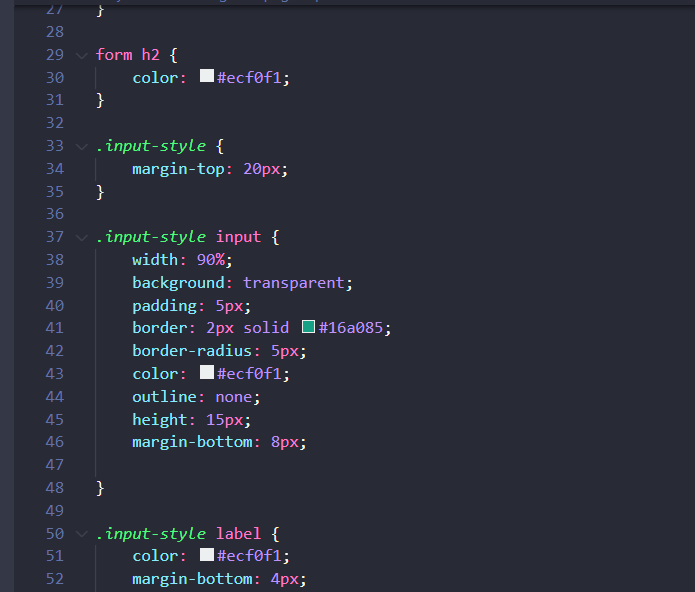 27 }
28
29 form h2 {
30 color: #ecf0f1;
31 }
32
33 .input-style {
34 margin-top: 20px;
35 }
36
37 .input-style input {
38 width: 90%;
39 background: transparent;
40 padding: 5px;
41 border: 2px solid #16a085;
42 border-radius: 5px;
43 color: #ecf0f1;
44 outline: none;
45 height: 15px;
46 margin-bottom: 8px;
47
48 }
49
50 .input-style label {
51 color: #ecf0f1;
52 margin-bottom: 4px;